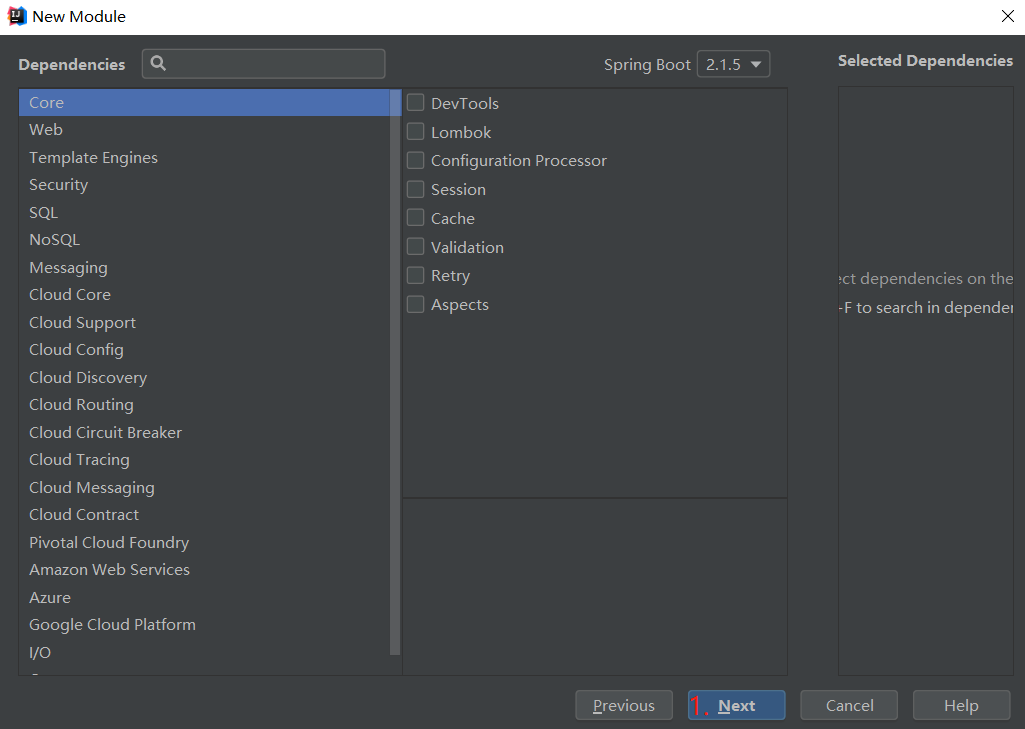 New Module
Dependencies
Spring Boot 2.1.5
Selected Dependencies
Core
Web
Template Engines
Security
SQL
NoSQL
Messaging
Cloud Core
Cloud Support
Cloud Config
Cloud Discovery
Cloud Routing
Cloud Circuit Breaker
Cloud Tracing
Cloud Messaging
Cloud Contract
Pivotal Cloud Foundry
Amazon Web Services
Azure
Google Cloud Platform
I/O
DevTools
Lombok
Configuration Processor
Session
Cache
Validation
Retry
Aspects
ect dependencies on the
-F to search in depender
Previous
1. Next
Cancel
Help